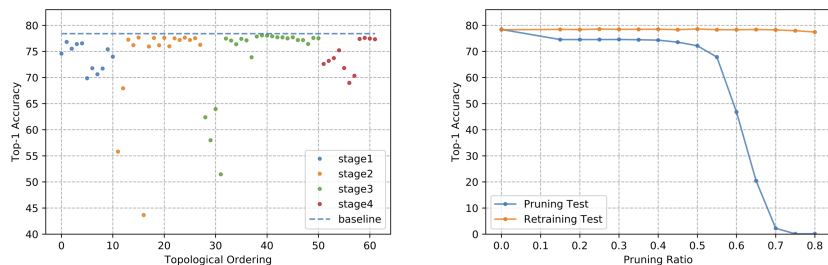 80
75
70
65
60
55
50
45
40
Top-1 Accuracy
0 10 20 30 40 50 60
Topological Ordering
stage1
stage2
stage3
stage4
baseline
80
70
60
50
40
30
20
10
0
Top-1 Accuracy
0.0 0.1 0.2 0.3 0.4 0.5 0.6 0.7 0.8
Pruning Ratio
Pruning Test
Retraining Test